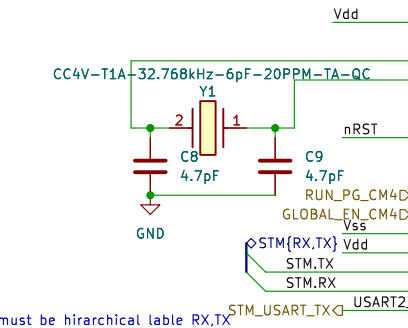 Vdd
CC4V-T1A-32.768kHz-6pF-20PPM-TA-QC
Y1
2 1
nRST
C8 C9
4.7pF 4.7pF
RUN_PG_CM4
GLOBAL_EN_CM4
Vss
GND
STM{RX,TX} Vdd
STM.TX
STM.RX
USART2_
STM_USART_TX
must be hirarchical lable RX,TX